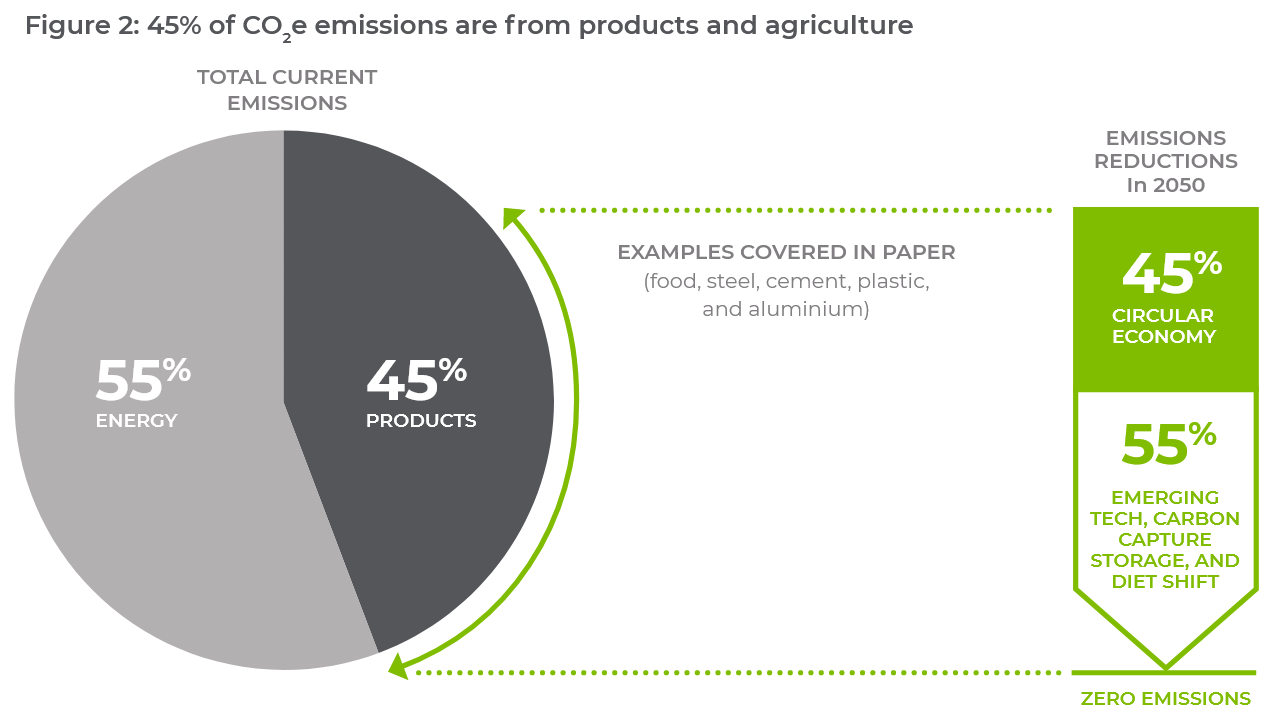 Figure 2: 45% of CO₂e emissions are from products and agriculture
TOTAL CURRENT
EMISSIONS
55%
ENERGY
45%
PRODUCTS
EXAMPLES COVERED IN PAPER
(food, steel, cement, plastic,
and aluminium)
EMISSIONS
REDUCTIONS
In 2050
45%
CIRCULAR
ECONOMY
55%
EMERGING
TECH, CARBON
CAPTURE
STORAGE, AND
DIET SHIFT
ZERO EMISSIONS